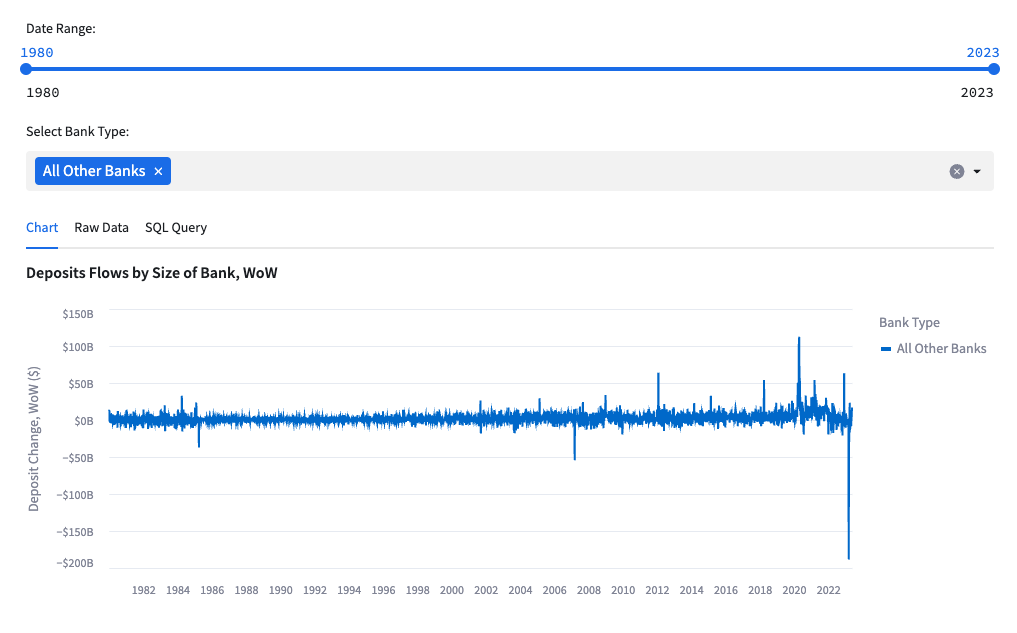 Date Range:
1980 2023
1980 2023
Select Bank Type:
All Other Banks ×
Chart Raw Data SQL Query
Deposits Flows by Size of Bank, WoW
Deposit Change, WoW ($)
$150B
$100B
$50B
$0B
−$50B
−$100B
−$150B
−$200B
1982 1984 1986 1988 1990 1992 1994 1996 1998 2000 2002 2004 2006 2008 2010 2012 2014 2016 2018 2020 2022
Bank Type
All Other Banks